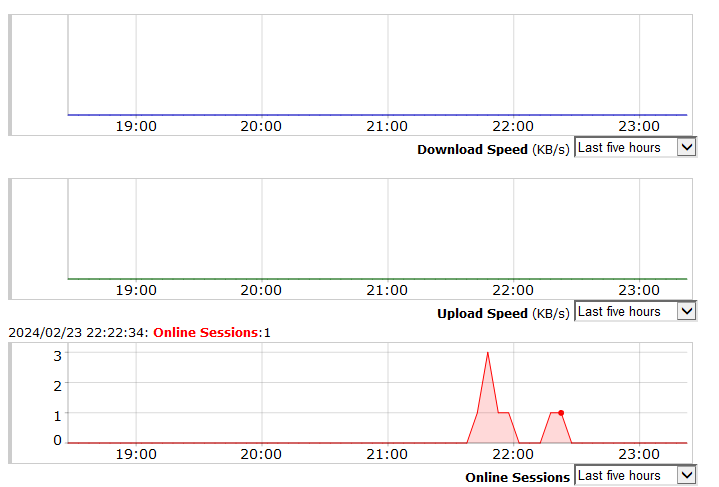 19:00 20:00 21:00 22:00 23:00
Download Speed (KB/s) Last five hours
19:00 20:00 21:00 22:00 23:00
Upload Speed (KB/s) Last five hours
2024/02/23 22:22:34: Online Sessions:1
3
2
1
0
19:00 20:00 21:00 22:00 23:00
Online Sessions Last five hours